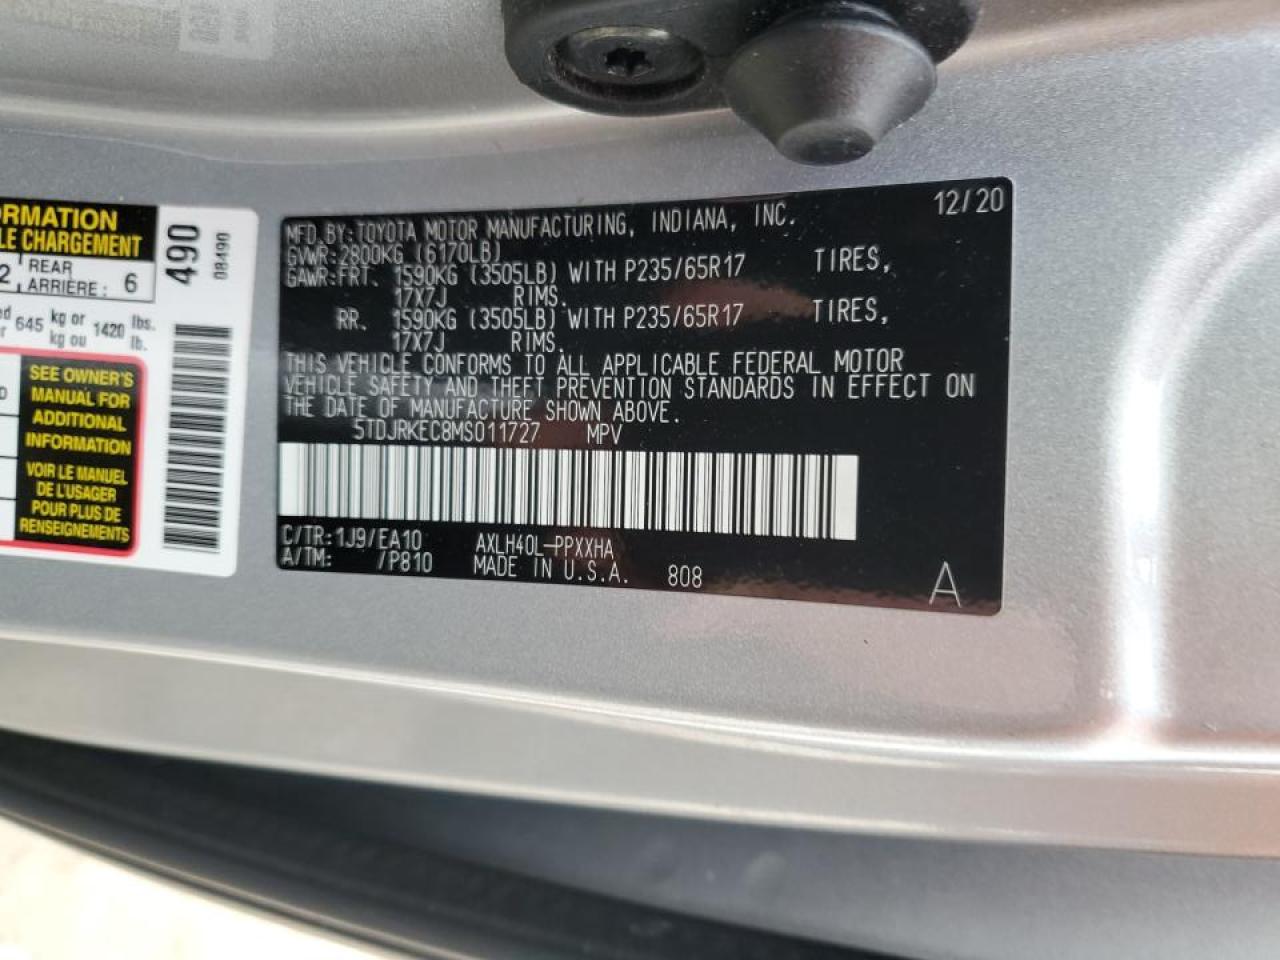 RMATION
LE CHARGEMENT
2 REAR
ARRIÈRE: 6
645 kg or 1420 lbs.
kg ou lb.
SEE OWNER'S
MANUAL FOR
ADDITIONAL
INFORMATION
VOIR LE MANUEL
DE L'USAGER
POUR PLUS DE
RENSEIGNEMENTS
490
08490
MFD. BY: TOYOTA MOTOR MANUFACTURING, INDIANA, INC. 12/20
GVWR: 2800KG (6170LB)
GAWR: FRT. 1590KG (3505LB) WITH P235/65R17 TIRES,
17X7J RIMS.
RR. 1590KG (3505LB) WITH P235/65R17 TIRES,
17X7J RIMS.
THIS VEHICLE CONFORMS TO ALL APPLICABLE FEDERAL MOTOR
VEHICLE SAFETY AND THEFT PREVENTION STANDARDS IN EFFECT ON
THE DATE OF MANUFACTURE SHOWN ABOVE.
5TDJRKEC8MS011727 MPV
C/TR: 1J9/EA10 AXLH40L-PPXXHA
A/TM: /P810 MADE IN U.S.A. 808 A